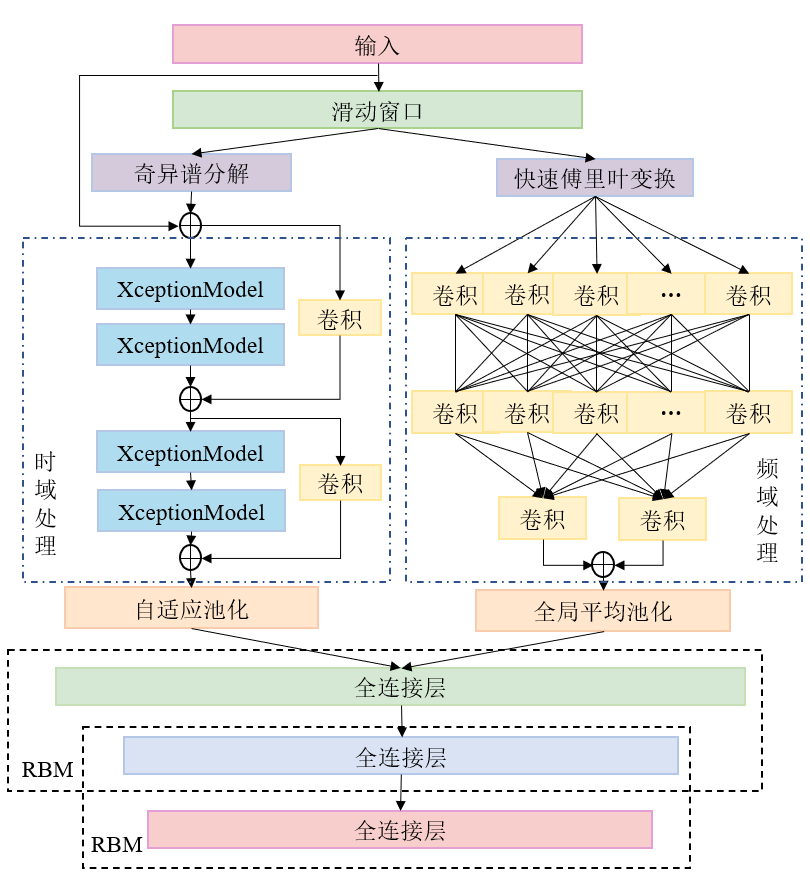 输入
滑动窗口
奇异谱分解
快速傅里叶变换
XceptionModel
XceptionModel
卷积
XceptionModel
XceptionModel
卷积
时域处理
卷积 卷积 卷积 ... 卷积
卷积 卷积 卷积 ... 卷积
卷积 卷积
频域处理
自适应池化
全局平均池化
全连接层
全连接层
RBM
全连接层
RBM